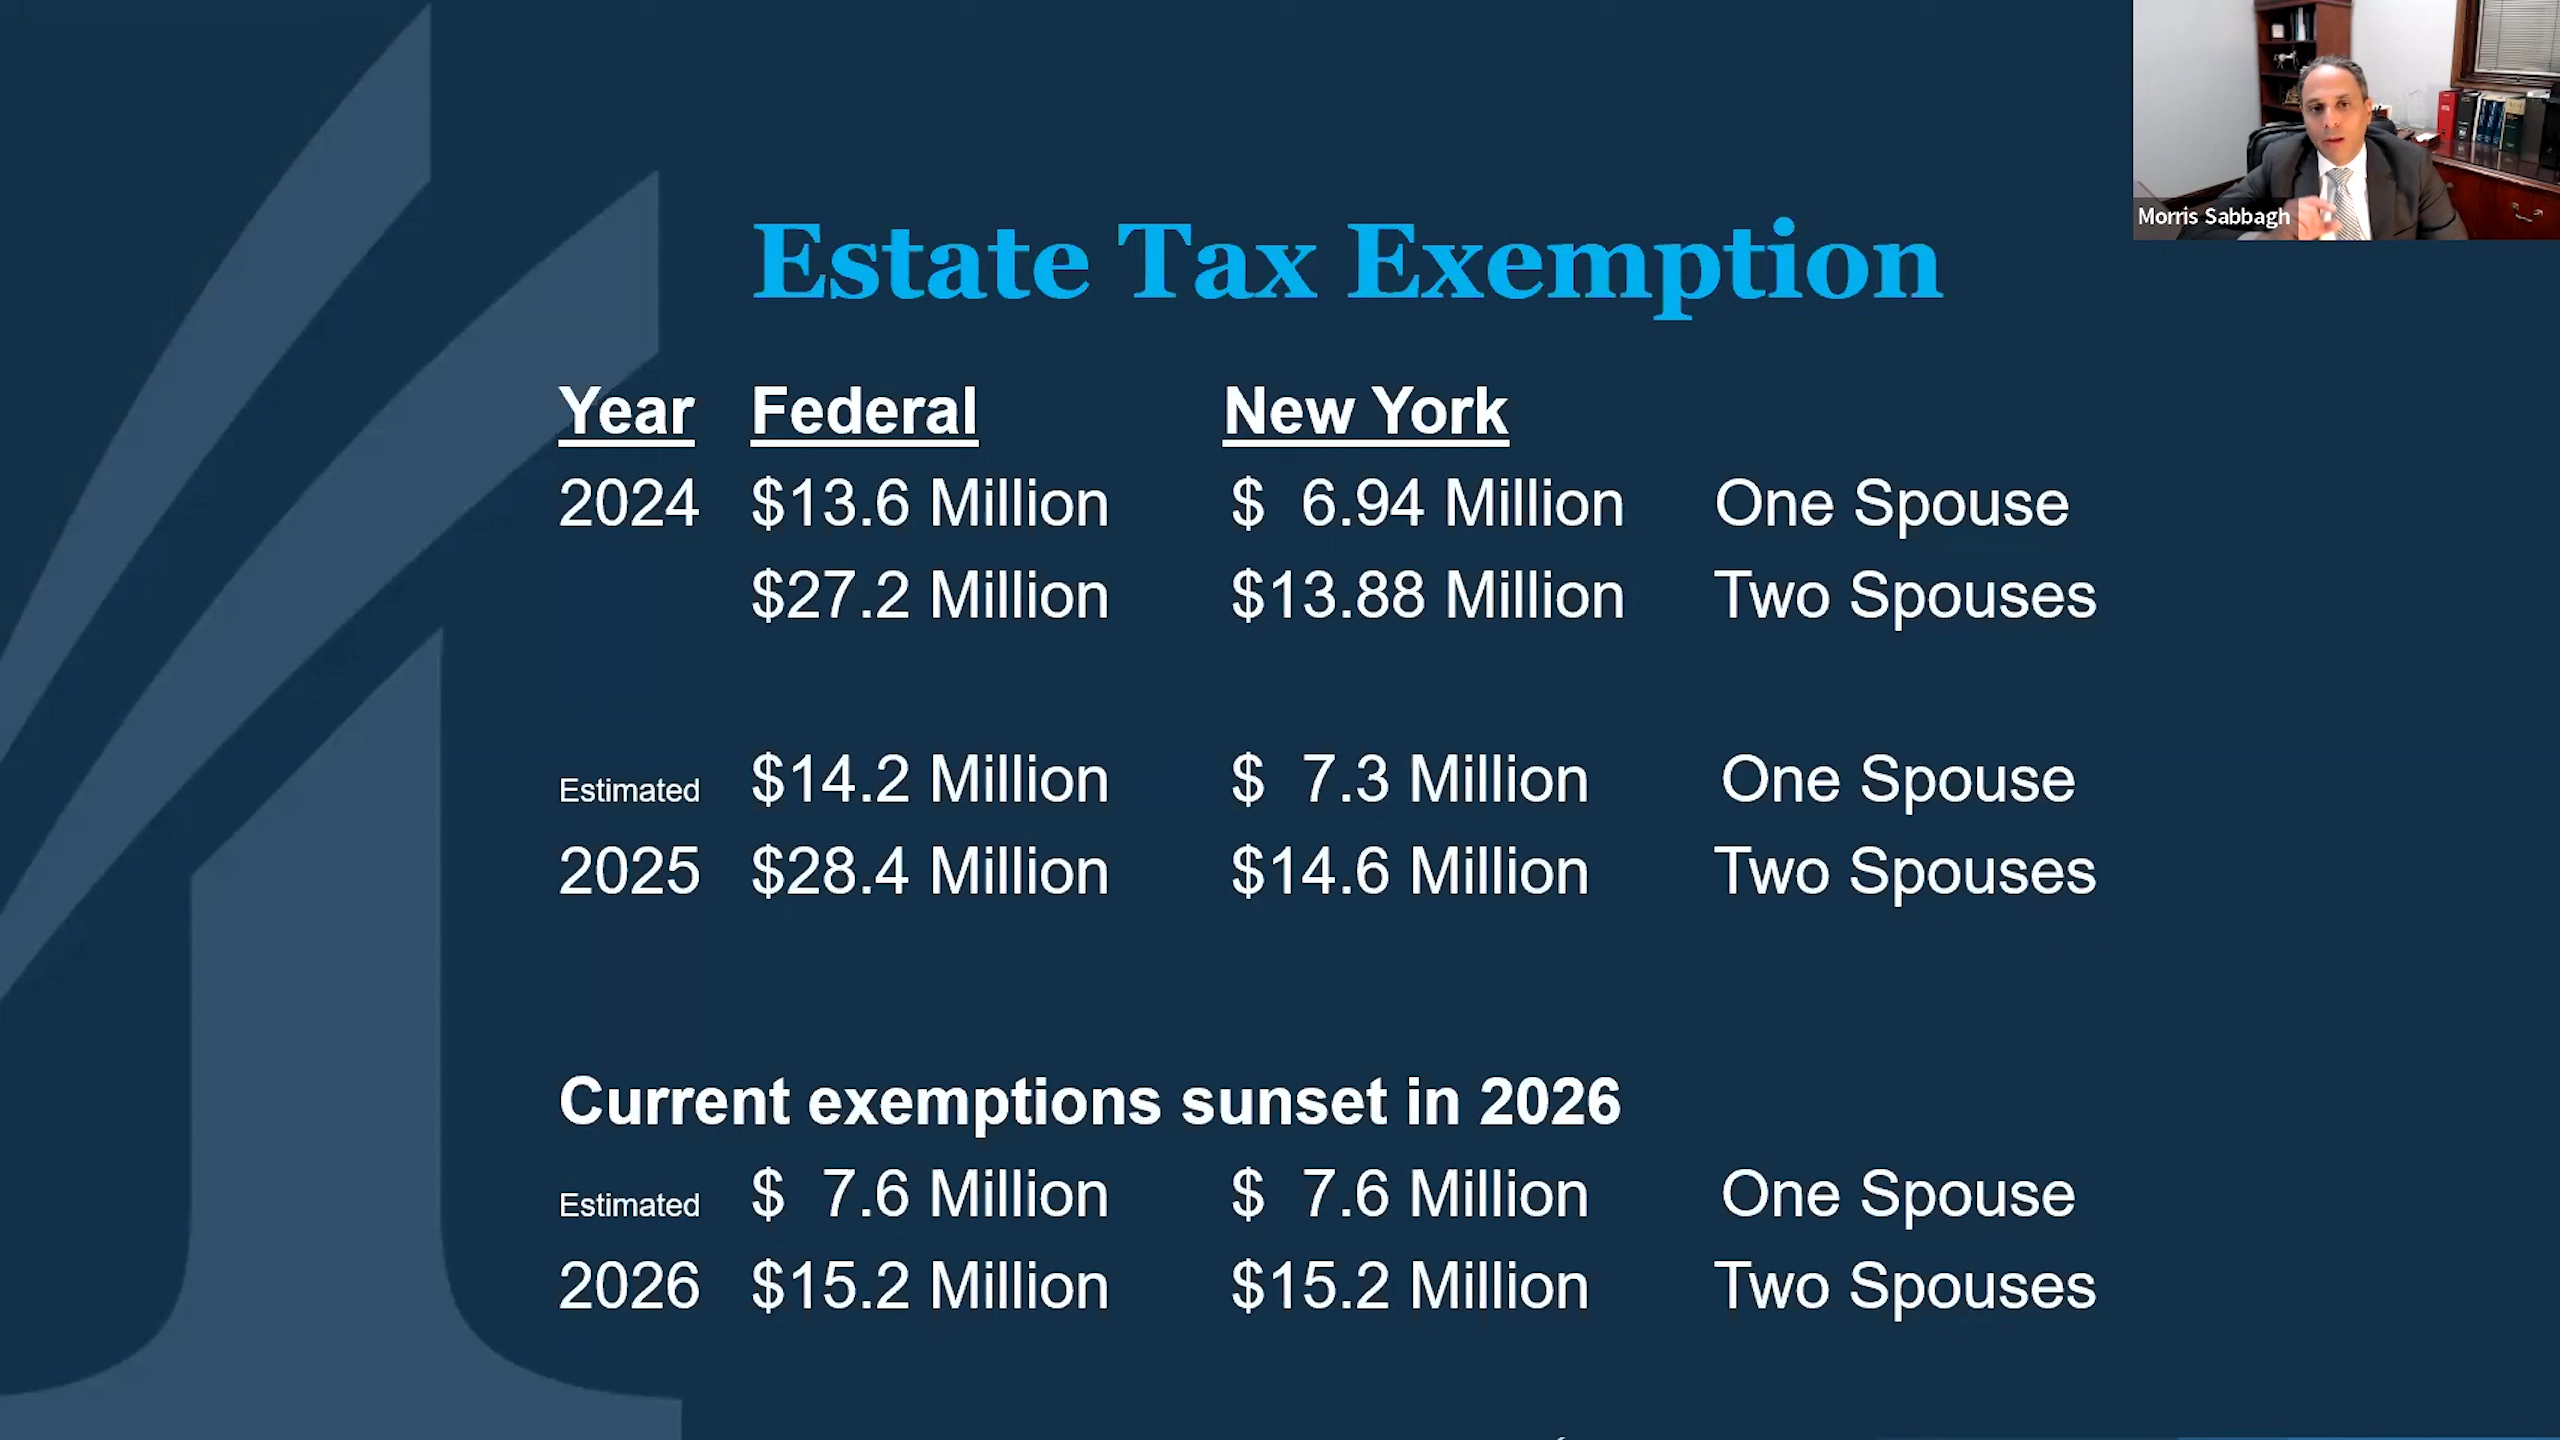 Morris Sabbagh
Estate Tax Exemption
Year Federal New York
2024 $13.6 Million $ 6.94 Million One Spouse
$27.2 Million $13.88 Million Two Spouses
Estimated $14.2 Million $ 7.3 Million One Spouse
2025 $28.4 Million $14.6 Million Two Spouses
Current exemptions sunset in 2026
Estimated $ 7.6 Million $ 7.6 Million One Spouse
2026 $15.2 Million $15.2 Million Two Spouses